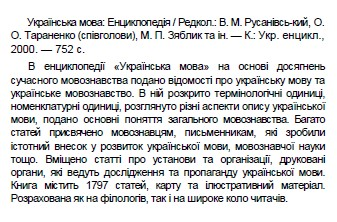 Українська мова: Енциклопедія / Редкол.: В. М. Русанівсь-кий, О.
О. Тараненко (співголови), М. П. Зяблик та ін. — К.: Укр. енцикл.,
2000. — 752 с.
В енциклопедії «Українська мова» на основі досягнень
сучасного мовознавства подано відомості про українську мову та
українське мовознавство. В ній розкрито термінологічні одиниці,
номенклатурні одиниці, розглянуто різні аспекти опису української
мови, подано основні поняття загального мовознавства. Багато
статей присвячено мовознавцям, письменникам, які зробили
істотний внесок у розвиток української мови, мовознавчої науки
тощо. Вміщено статті про установи та організації, друковані
органи, які ведуть дослідження та пропаганду української мови.
Книга містить 1797 статей, карту та ілюстративний матеріал.
Розрахована як на філологів, так і на широке коло читачів.